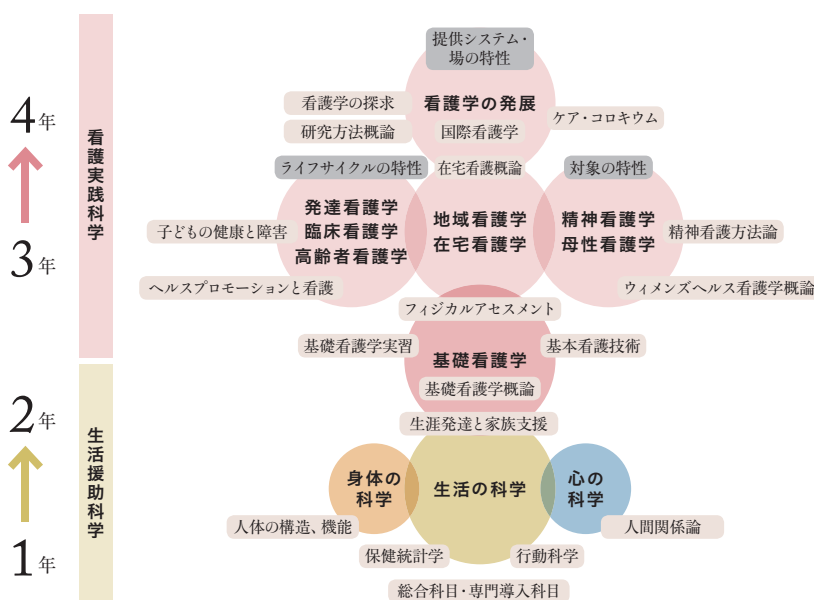 提供システム・
場の特性
看護学の探求
看護学の発展
研究方法概論
国際看護学
ケア・コロキウム
4年
看護実践科学
ライフサイクルの特性
在宅看護概論
対象の特性
発達看護学
臨床看護学
高齢者看護学
地域看護学
在宅看護学
精神看護学
母性看護学
子どもの健康と障害
精神看護方法論
3年
ヘルスプロモーションと看護
ウィメンズヘルス看護学概論
フィジカルアセスメント
基礎看護学実習
基礎看護学
基本看護技術
基礎看護学概論
2年
生活援助科学
生涯発達と家族支援
身体の
科学
生活の科学
心の
科学
人体の構造、機能
人間関係論
保健統計学
行動科学
1年
総合科目・専門導入科目